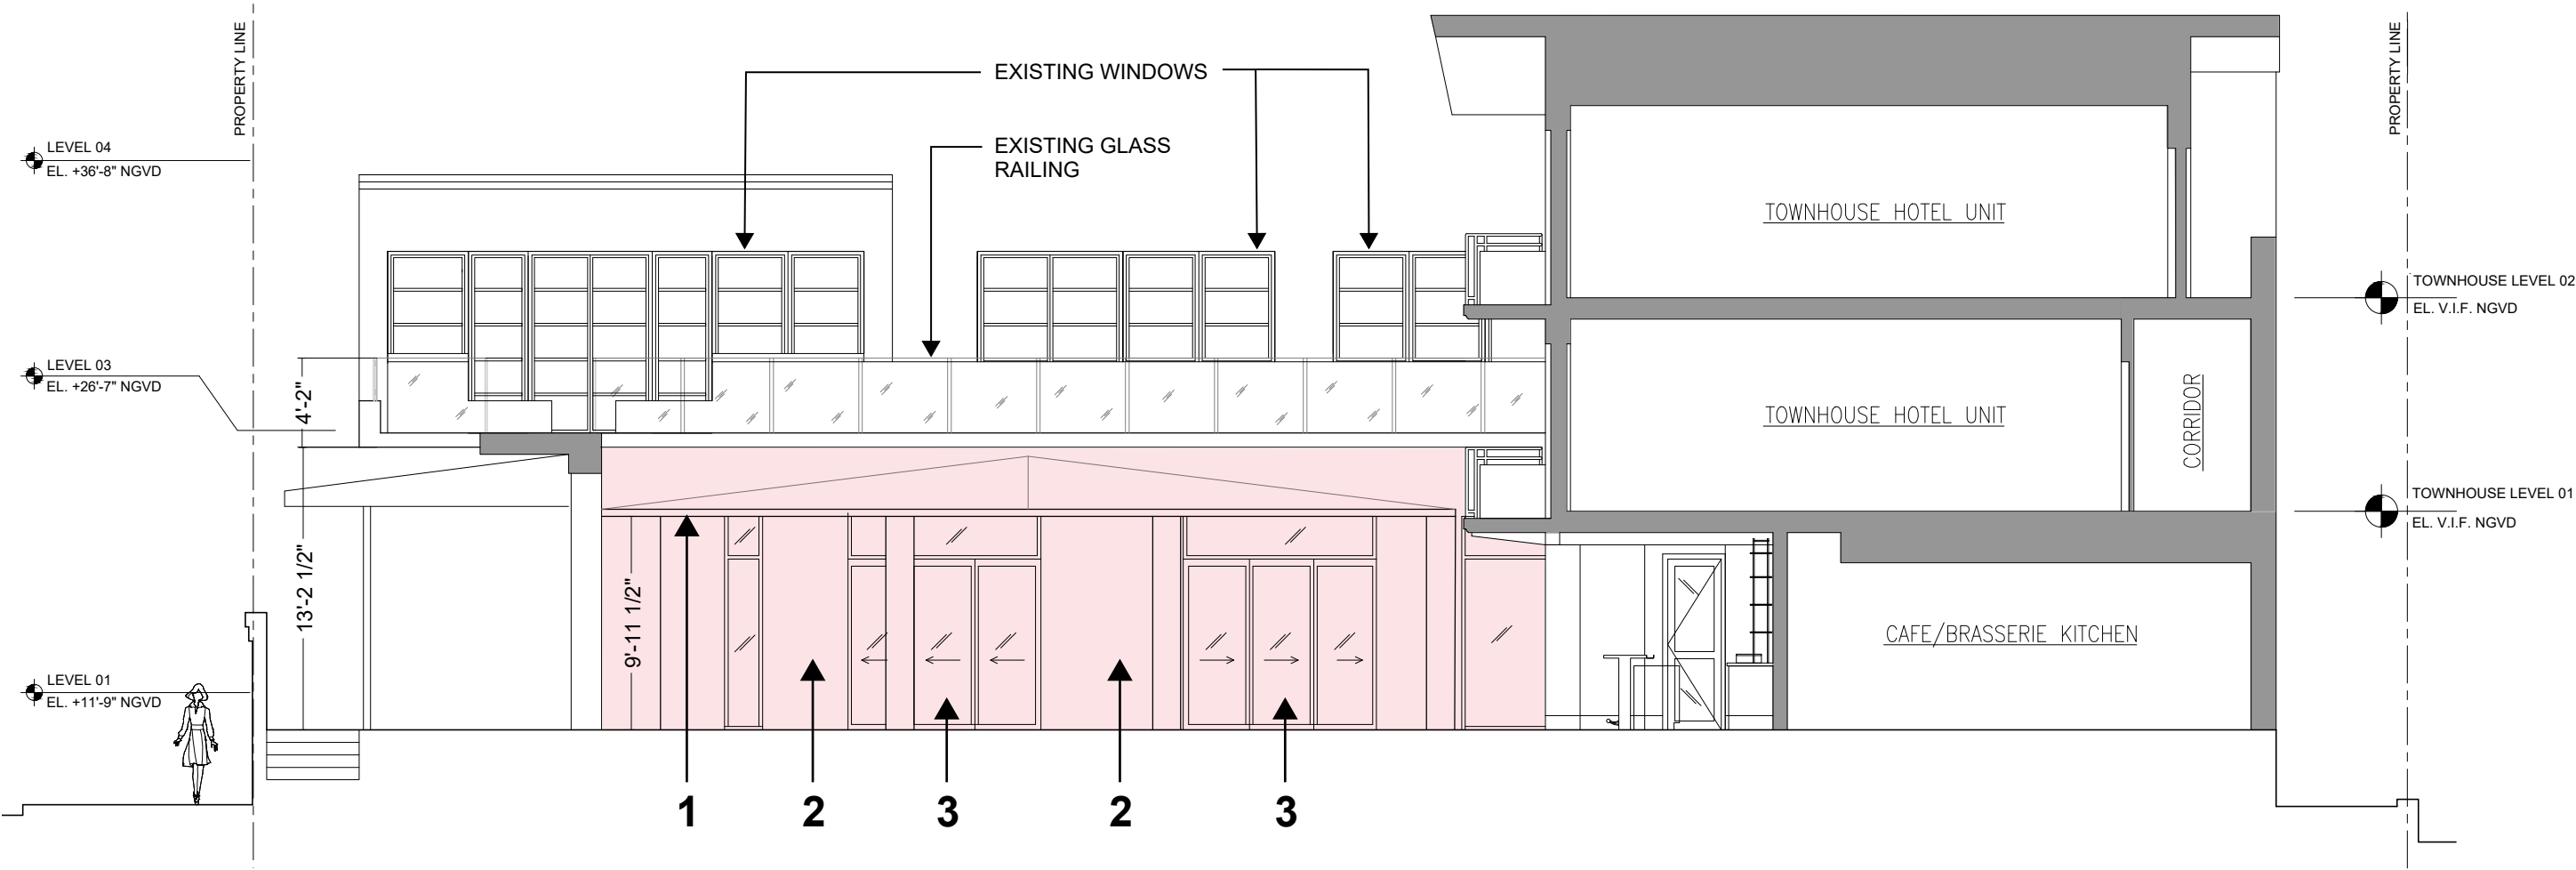 PROPERTY LINE
PROPERTY LINE
EXISTING WINDOWS
EXISTING GLASS
RAILING
LEVEL 04
EL. +36'-8" NGVD
TOWNHOUSE HOTEL UNIT
TOWNHOUSE LEVEL 02
EL. V.I.F. NGVD
LEVEL 03
EL. +26'-7" NGVD
4'-2"
TOWNHOUSE HOTEL UNIT
CORRIDOR
TOWNHOUSE LEVEL 01
EL. V.I.F. NGVD
13'-2 1/2"
9'-11 1/2"
CAFE/BRASSERIE KITCHEN
LEVEL 01
EL. +11'-9" NGVD
1
2
3
2
3